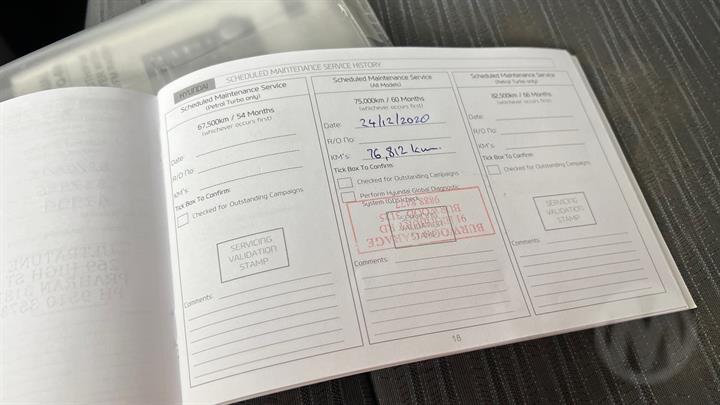 HYUNDAI SCHEDULED MAINTENANCE SERVICE HISTORY
Scheduled Maintenance Service
(Petrol Turbo only)
67,500km / 54 Months
(whichever occurs first)
Date:
R/O No:
KM's:
Tick Box To Confirm:
Checked for Outstanding Campaigns
SERVICING
VALIDATION
STAMP
Comments:
Scheduled Maintenance Service
(All Models)
75,000km / 60 Months
(whichever occurs first)
Date: 24/12/2020
R/O No:
KM's: 76,812 km
Tick Box To Confirm:
Checked for Outstanding Campaigns
Perform Hyundai Global Diagnostic
System (GDS) check
BURWOOD
BURWOOD GARAGE
Comments:
Scheduled Maintenance Service
(Petrol Turbo only)
82,500km / 66 Months
(whichever occurs first)
Date:
R/O No:
KM's:
Tick Box To Confirm:
Checked for Outstanding Campaigns
SERVICING
VALIDATION
STAMP
Comments:
18